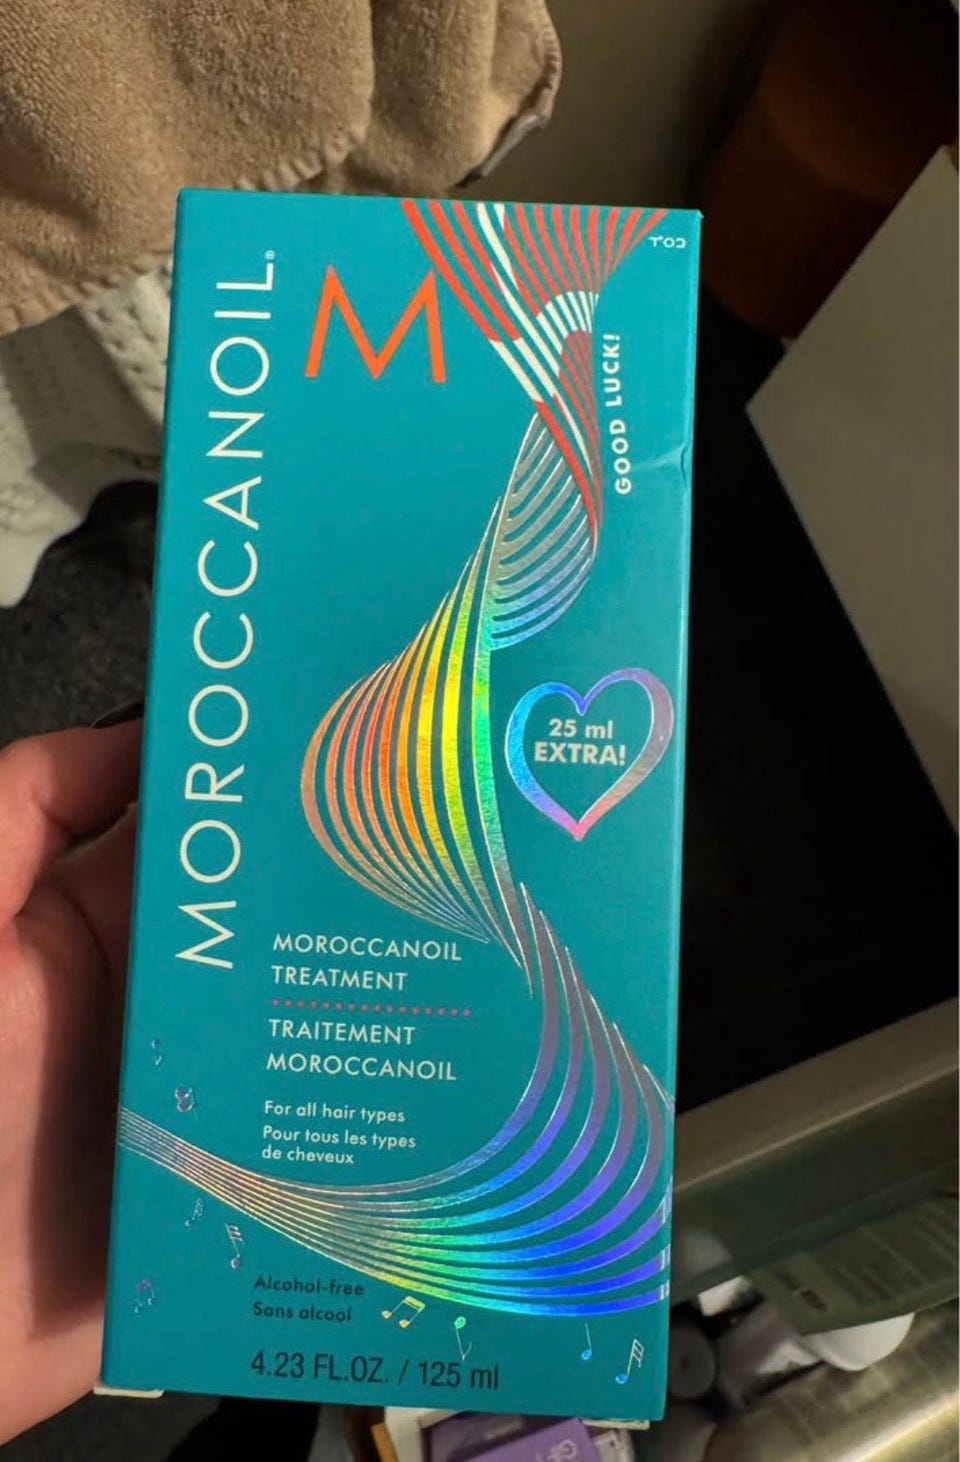 MOROCCANOIL®
M
GOOD LUCK!
25 ml
EXTRA!
MOROCCANOIL
TREATMENT
TRAITEMENT
MOROCCANOIL
For all hair types
Pour tous les types
de cheveux
Alcohol-free
Sans alcool
4.23 FL.OZ. / 125 ml